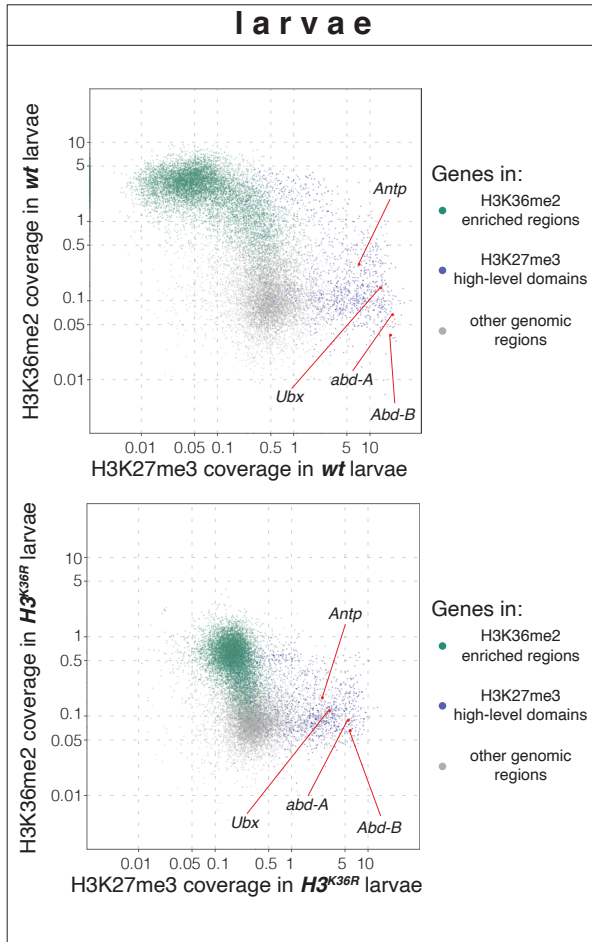 larvae
H3K36me2 coverage in wt larvae
10
5
1
0.5
0.1
0.05
0.01
Antp
Ubx
abd-A
Abd-B
0.01 0.05 0.1 0.5 1 5 10
H3K27me3 coverage in wt larvae
Genes in:
H3K36me2
enriched regions
H3K27me3
high-level domains
other genomic
regions
H3K36me2 coverage in H3K36R larvae
10
5
1
0.5
0.1
0.05
0.01
Antp
Ubx
abd-A
Abd-B
0.01 0.05 0.1 0.5 1 5 10
H3K27me3 coverage in H3K36R larvae
Genes in:
H3K36me2
enriched regions
H3K27me3
high-level domains
other genomic
regions